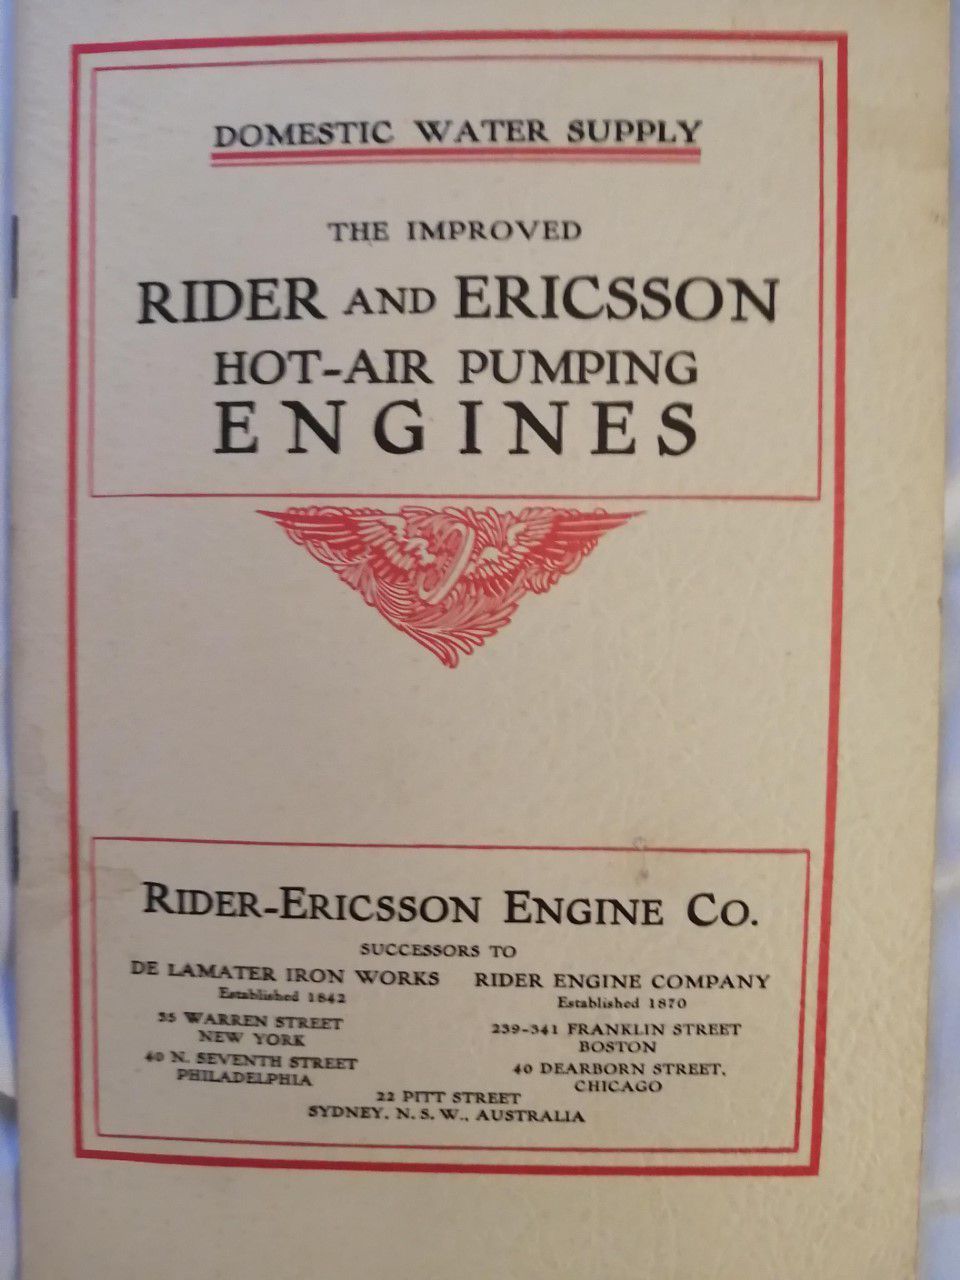 DOMESTIC WATER SUPPLY
THE IMPROVED
RIDER AND ERICSSON
HOT-AIR PUMPING
ENGINES
RIDER-ERICSSON ENGINE CO.
SUCCESSORS TO
DE LAMATER IRON WORKS
Established 1842
35 WARREN STREET
NEW YORK
40 N. SEVENTH STREET
PHILADELPHIA
RIDER ENGINE COMPANY
Established 1870
239-341 FRANKLIN STREET
BOSTON
40 DEARBORN STREET,
CHICAGO
22 PITT STREET
SYDNEY, N. S. W., AUSTRALIA